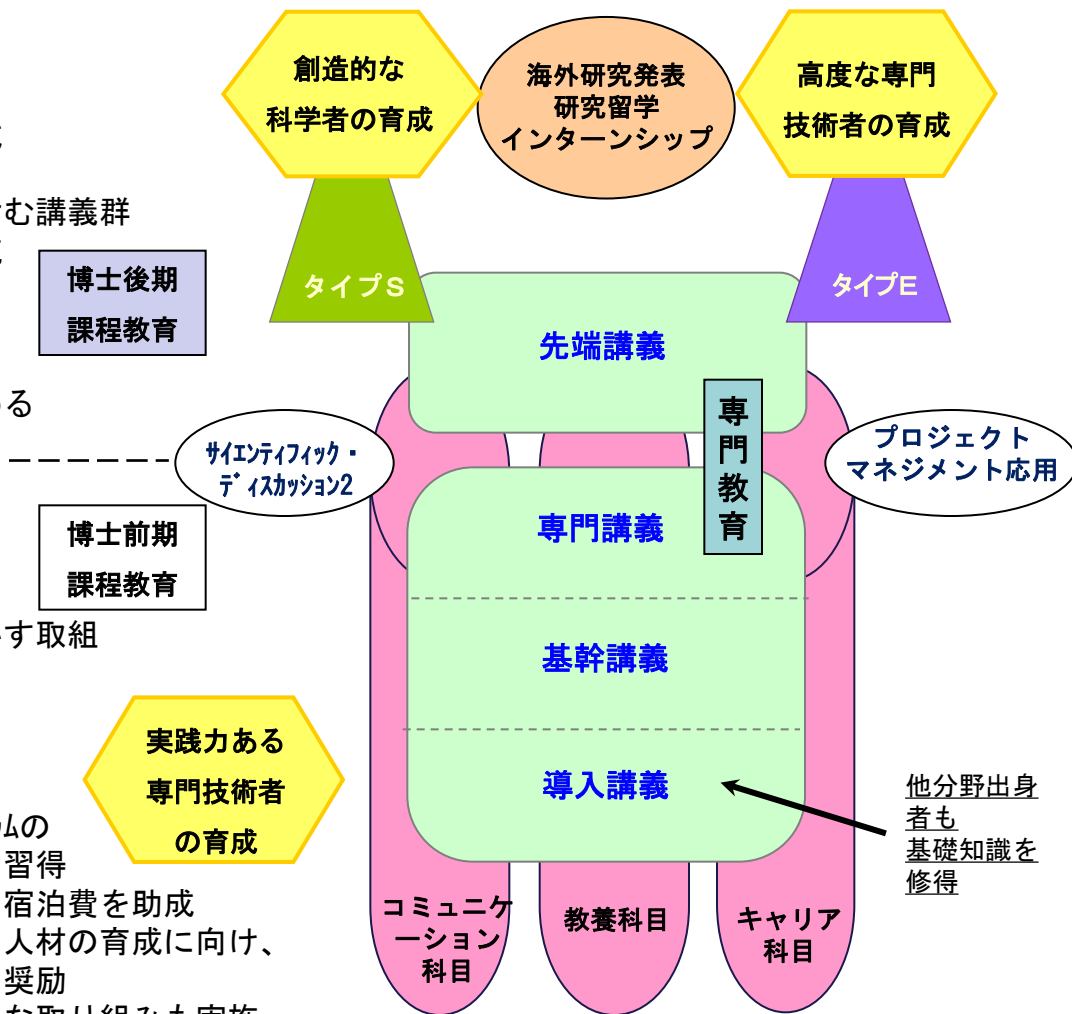 創造的な
科学者の育成
海外研究発表
研究留学
インターンシップ
高度な専門
技術者の育成
む講義群
博士後期
課程教育
タイプS
タイプE
先端講義
る
サイエンティフィック・
ディスカッション2
専門教育
プロジェクト
マネジメント応用
博士前期
課程教育
専門講義
す取組
基幹講義
実践力ある
専門技術者
の育成
導入講義
他分野出身
者も
基礎知識を
修得
ムの
習得
宿泊費を助成
人材の育成に向け、
奨励
な取り組みも実施
コミュニケ
ーション
科目
教養科目
キャリア
科目